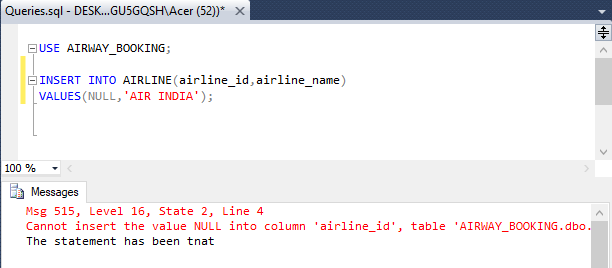 Queries.sql - DESK...GU5GQSH\Acer (52))*
USE AIRWAY_BOOKING;
INSERT INTO AIRLINE(airline_id,airline_name)
VALUES(NULL,'AIR INDIA');
100 %
Messages
Msg 515, Level 16, State 2, Line 4
Cannot insert the value NULL into column 'airline_id', table 'AIRWAY_BOOKING.dbo.
The statement has been tnat